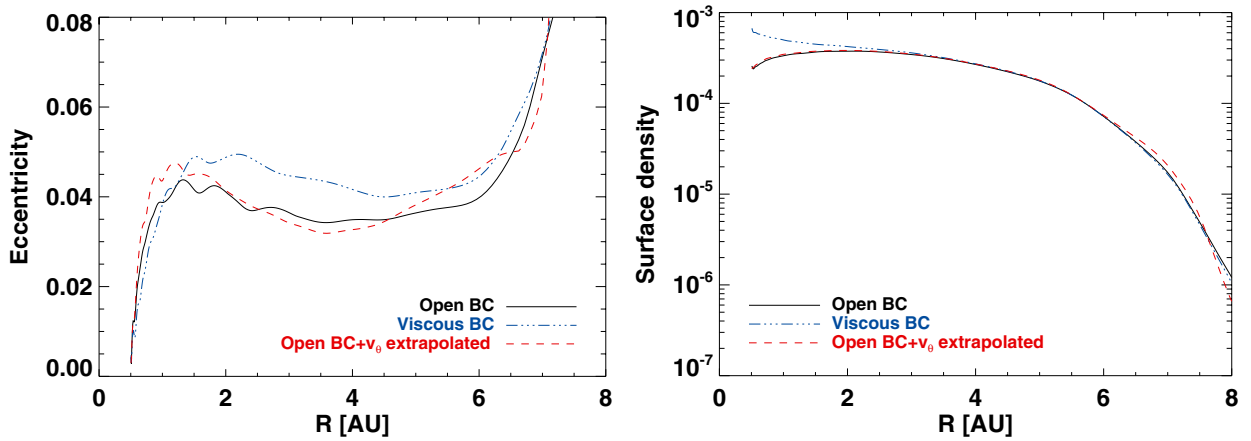 Eccentricity
0.08
0.06
0.04
0.02
0.00
Open BC
Viscous BC
Open BC+vθ extrapolated
0 2 4 6 8
R [AU]
Surface density
10⁻³
10⁻⁴
10⁻⁵
10⁻⁶
10⁻⁷
Open BC
Viscous BC
Open BC+vθ extrapolated
0 2 4 6 8
R [AU]